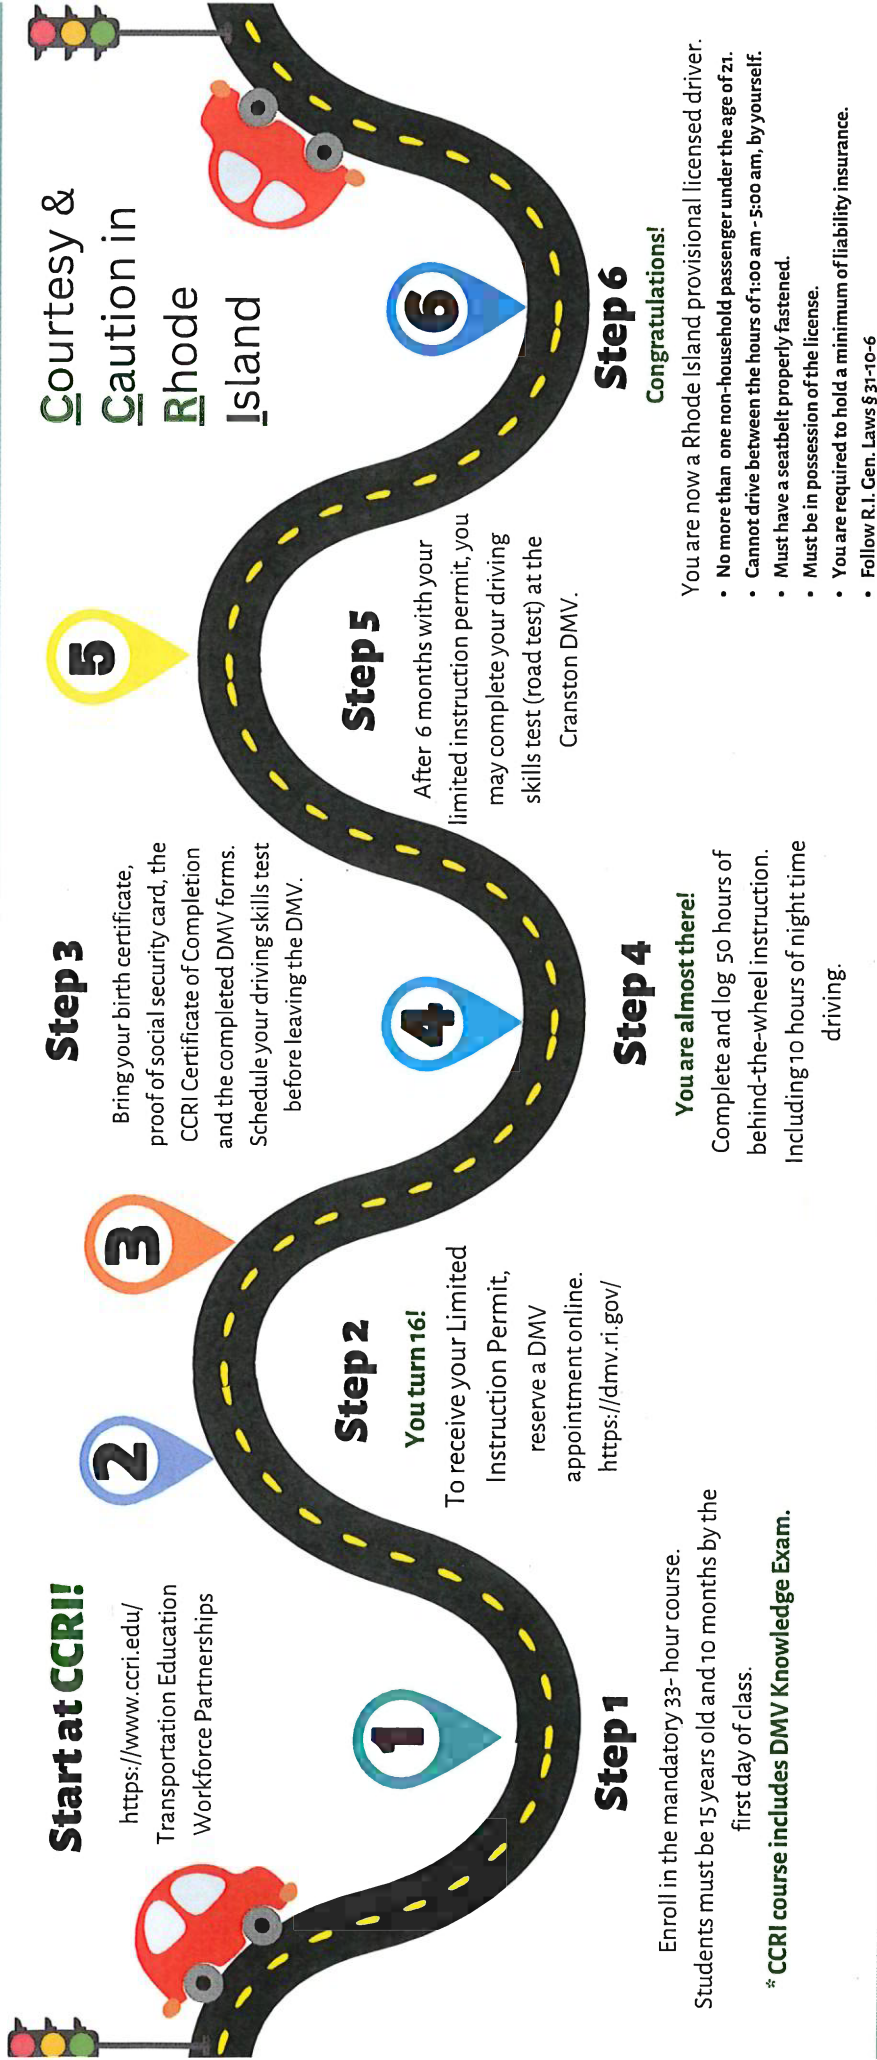 Start at CCRI!
https://www.ccri.edu/
Transportation Education
Workforce Partnerships
1
Step 1
Enroll in the mandatory 33- hour course.
Students must be 15 years old and 10 months by the
first day of class.
* CCRI course includes DMV Knowledge Exam.
2
Step 2
You turn 16!
To receive your Limited
Instruction Permit,
reserve a DMV
appointment online.
https://dmv.ri.gov/
3
Step 3
Bring your birth certificate,
proof of social security card, the
CCRI Certificate of Completion
and the completed DMV forms.
Schedule your driving skills test
before leaving the DMV.
4
Step 4
You are almost there!
Complete and log 50 hours of
behind-the-wheel instruction.
Including 10 hours of night time
driving.
5
Step 5
After 6 months with your
limited instruction permit, you
may complete your driving
skills test (road test) at the
Cranston DMV.
Courtesy &
Caution in
Rhode
Island
6
Step 6
Congratulations!
You are now a Rhode Island provisional licensed driver.
• No more than one non-household passenger under the age of 21.
• Cannot drive between the hours of 1:00 am - 5:00 am, by yourself.
• Must have a seatbelt properly fastened.
• Must be in possession of the license.
• You are required to hold a minimum of liability insurance.
• Follow R.I. Gen. Laws § 31-10-6